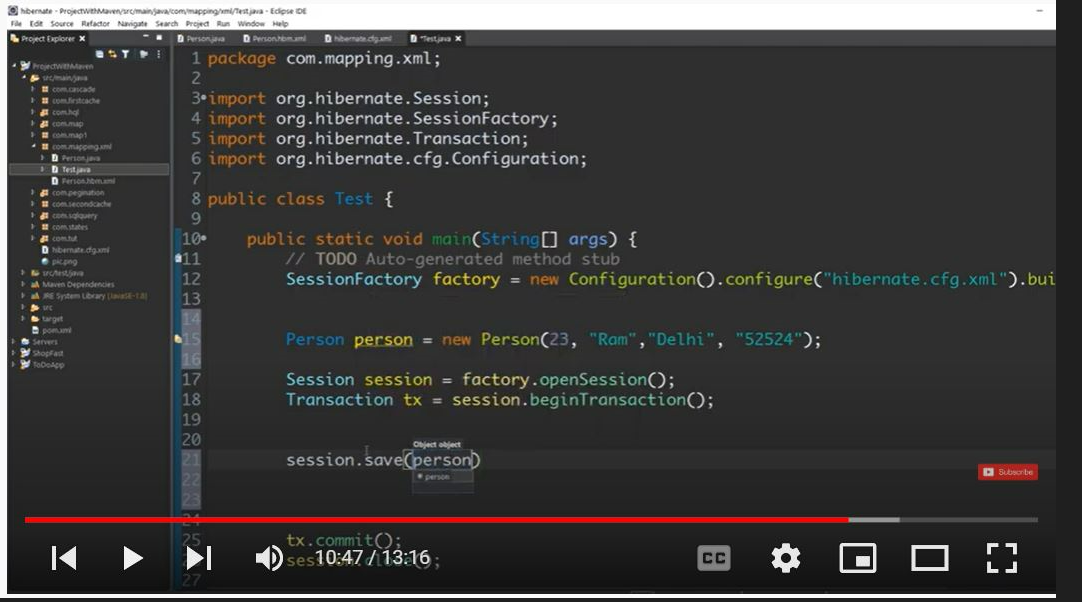 hibernate - ProjectWithMaven/src/main/java/com/mapping/xml/Test.java - Eclipse IDE
File Edit Source Refactor Navigate Search Project Run Window Help
Project Explorer
Person.java Person.hbm.xml hibernate.cfg.xml *Test.java
ProjectWithMaven
src/main/java
com.cascade
com.firstcache
com.hql
com.map
com.map1
com.mapping.xml
Person.java
Test.java
Person.hbm.xml
com.pegination
com.secondcache
com.sqlquery
com.states
com.tut
hibernate.cfg.xml
pic.png
src/test/java
Maven Dependencies
JRE System Library [JavaSE-1.8]
src
target
pom.xml
Servers
ShopFast
ToDoApp
1 package com.mapping.xml;
2
3 import org.hibernate.Session;
4 import org.hibernate.SessionFactory;
5 import org.hibernate.Transaction;
6 import org.hibernate.cfg.Configuration;
7
8 public class Test {
9
10 public static void main(String[] args) {
11 // TODO Auto-generated method stub
12 SessionFactory factory = new Configuration().configure("hibernate.cfg.xml").bui
13
14
15 Person person = new Person(23, "Ram","Delhi", "52524");
16
17 Session session = factory.openSession();
18 Transaction tx = session.beginTransaction();
19
20
Object object
21 session.save(person)
person
22
23
24
25 tx.commit();
session.close();
27
Subscribe
10:47 / 13:16
CC